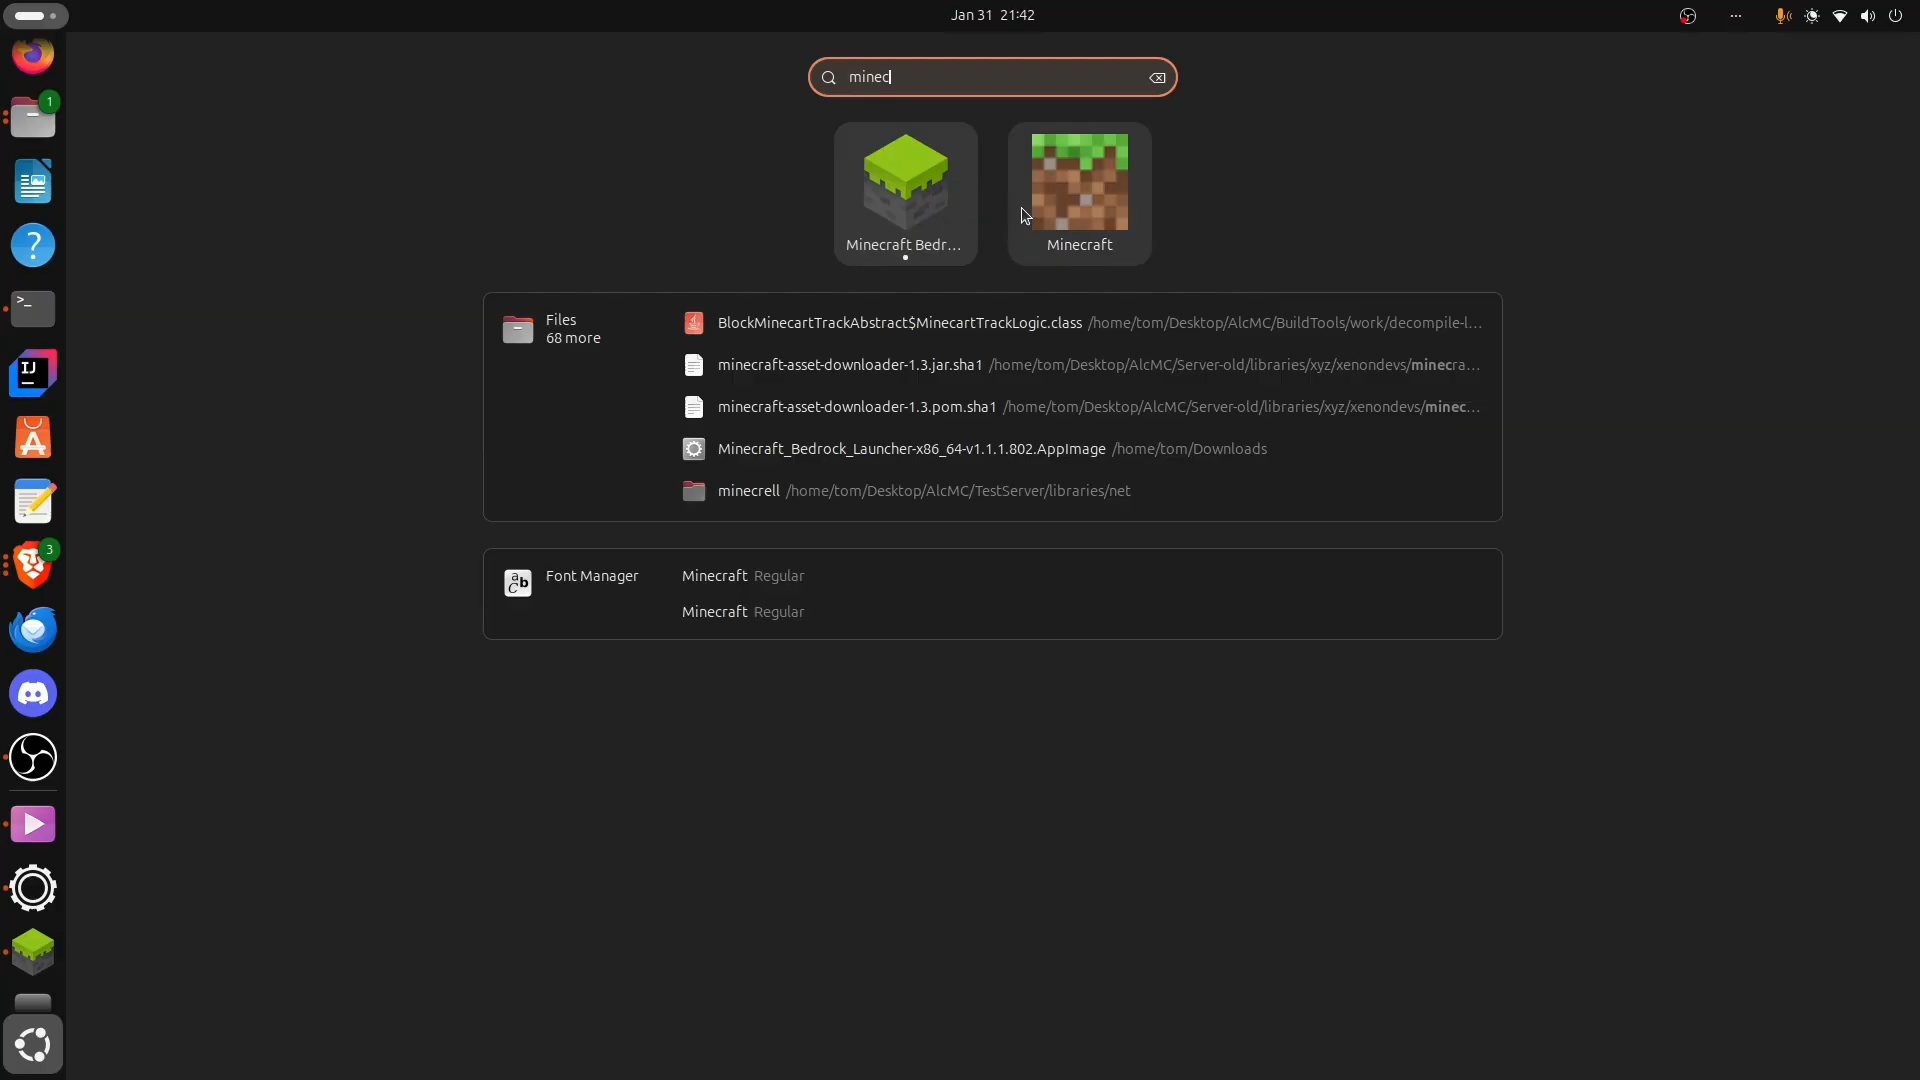 Jan 31 21:42
minec
Minecraft Bedr...
Minecraft
Files
68 more
BlockMinecartTrackAbstract$MinecartTrackLogic.class /home/tom/Desktop/AlcMC/BuildTools/work/decompile-l...
minecraft-asset-downloader-1.3.jar.sha1 /home/tom/Desktop/AlcMC/Server-old/libraries/xyz/xenondevs/minecra...
minecraft-asset-downloader-1.3.pom.sha1 /home/tom/Desktop/AlcMC/Server-old/libraries/xyz/xenondevs/minec...
Minecraft_Bedrock_Launcher-x86_64-v1.1.1.802.AppImage /home/tom/Downloads
minecrell /home/tom/Desktop/AlcMC/TestServer/libraries/net
Font Manager
Minecraft Regular
Minecraft Regular
1
?
>_
IJ
3
a
c b